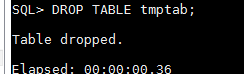 SQL> DROP TABLE tmptab;
Table dropped.
Elapsed: 00:00:00.36